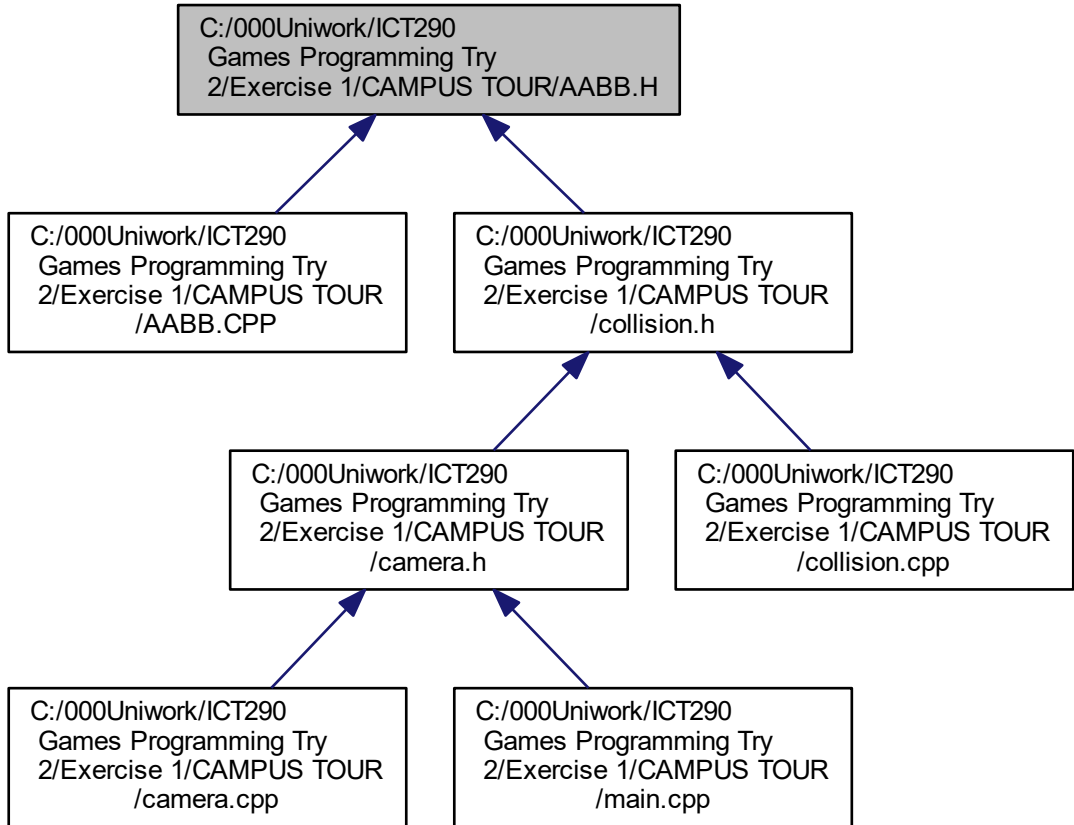 C:/000Uniwork/ICT290
Games Programming Try
2/Exercise 1/CAMPUS TOUR/AABB.H
C:/000Uniwork/ICT290
Games Programming Try
2/Exercise 1/CAMPUS TOUR
/AABB.CPP
C:/000Uniwork/ICT290
Games Programming Try
2/Exercise 1/CAMPUS TOUR
/collision.h
C:/000Uniwork/ICT290
Games Programming Try
2/Exercise 1/CAMPUS TOUR
/camera.h
C:/000Uniwork/ICT290
Games Programming Try
2/Exercise 1/CAMPUS TOUR
/collision.cpp
C:/000Uniwork/ICT290
Games Programming Try
2/Exercise 1/CAMPUS TOUR
/camera.cpp
C:/000Uniwork/ICT290
Games Programming Try
2/Exercise 1/CAMPUS TOUR
/main.cpp